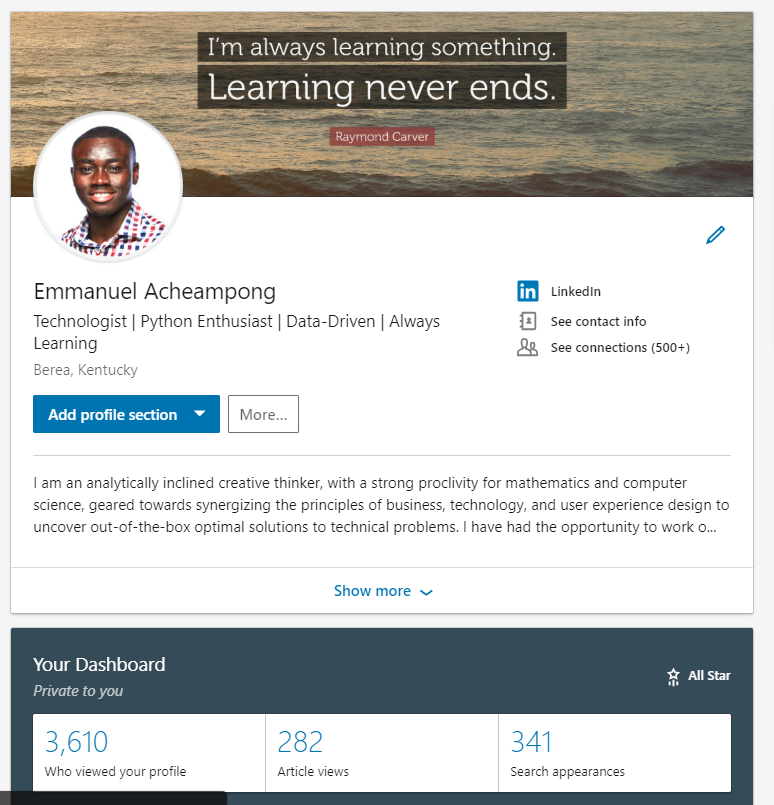 I'm always learning something.
Learning never ends.
Raymond Carver
Emmanuel Acheampong
Technologist | Python Enthusiast | Data-Driven | Always
Learning
Berea, Kentucky
in LinkedIn
See contact info
See connections (500+)
Add profile section
More...
I am an analytically inclined creative thinker, with a strong proclivity for mathematics and computer
science, geared towards synergizing the principles of business, technology, and user experience design to
uncover out-of-the-box optimal solutions to technical problems. I have had the opportunity to work o...
Show more
Your Dashboard
Private to you
All Star
3,610
Who viewed your profile
282
Article views
341
Search appearances